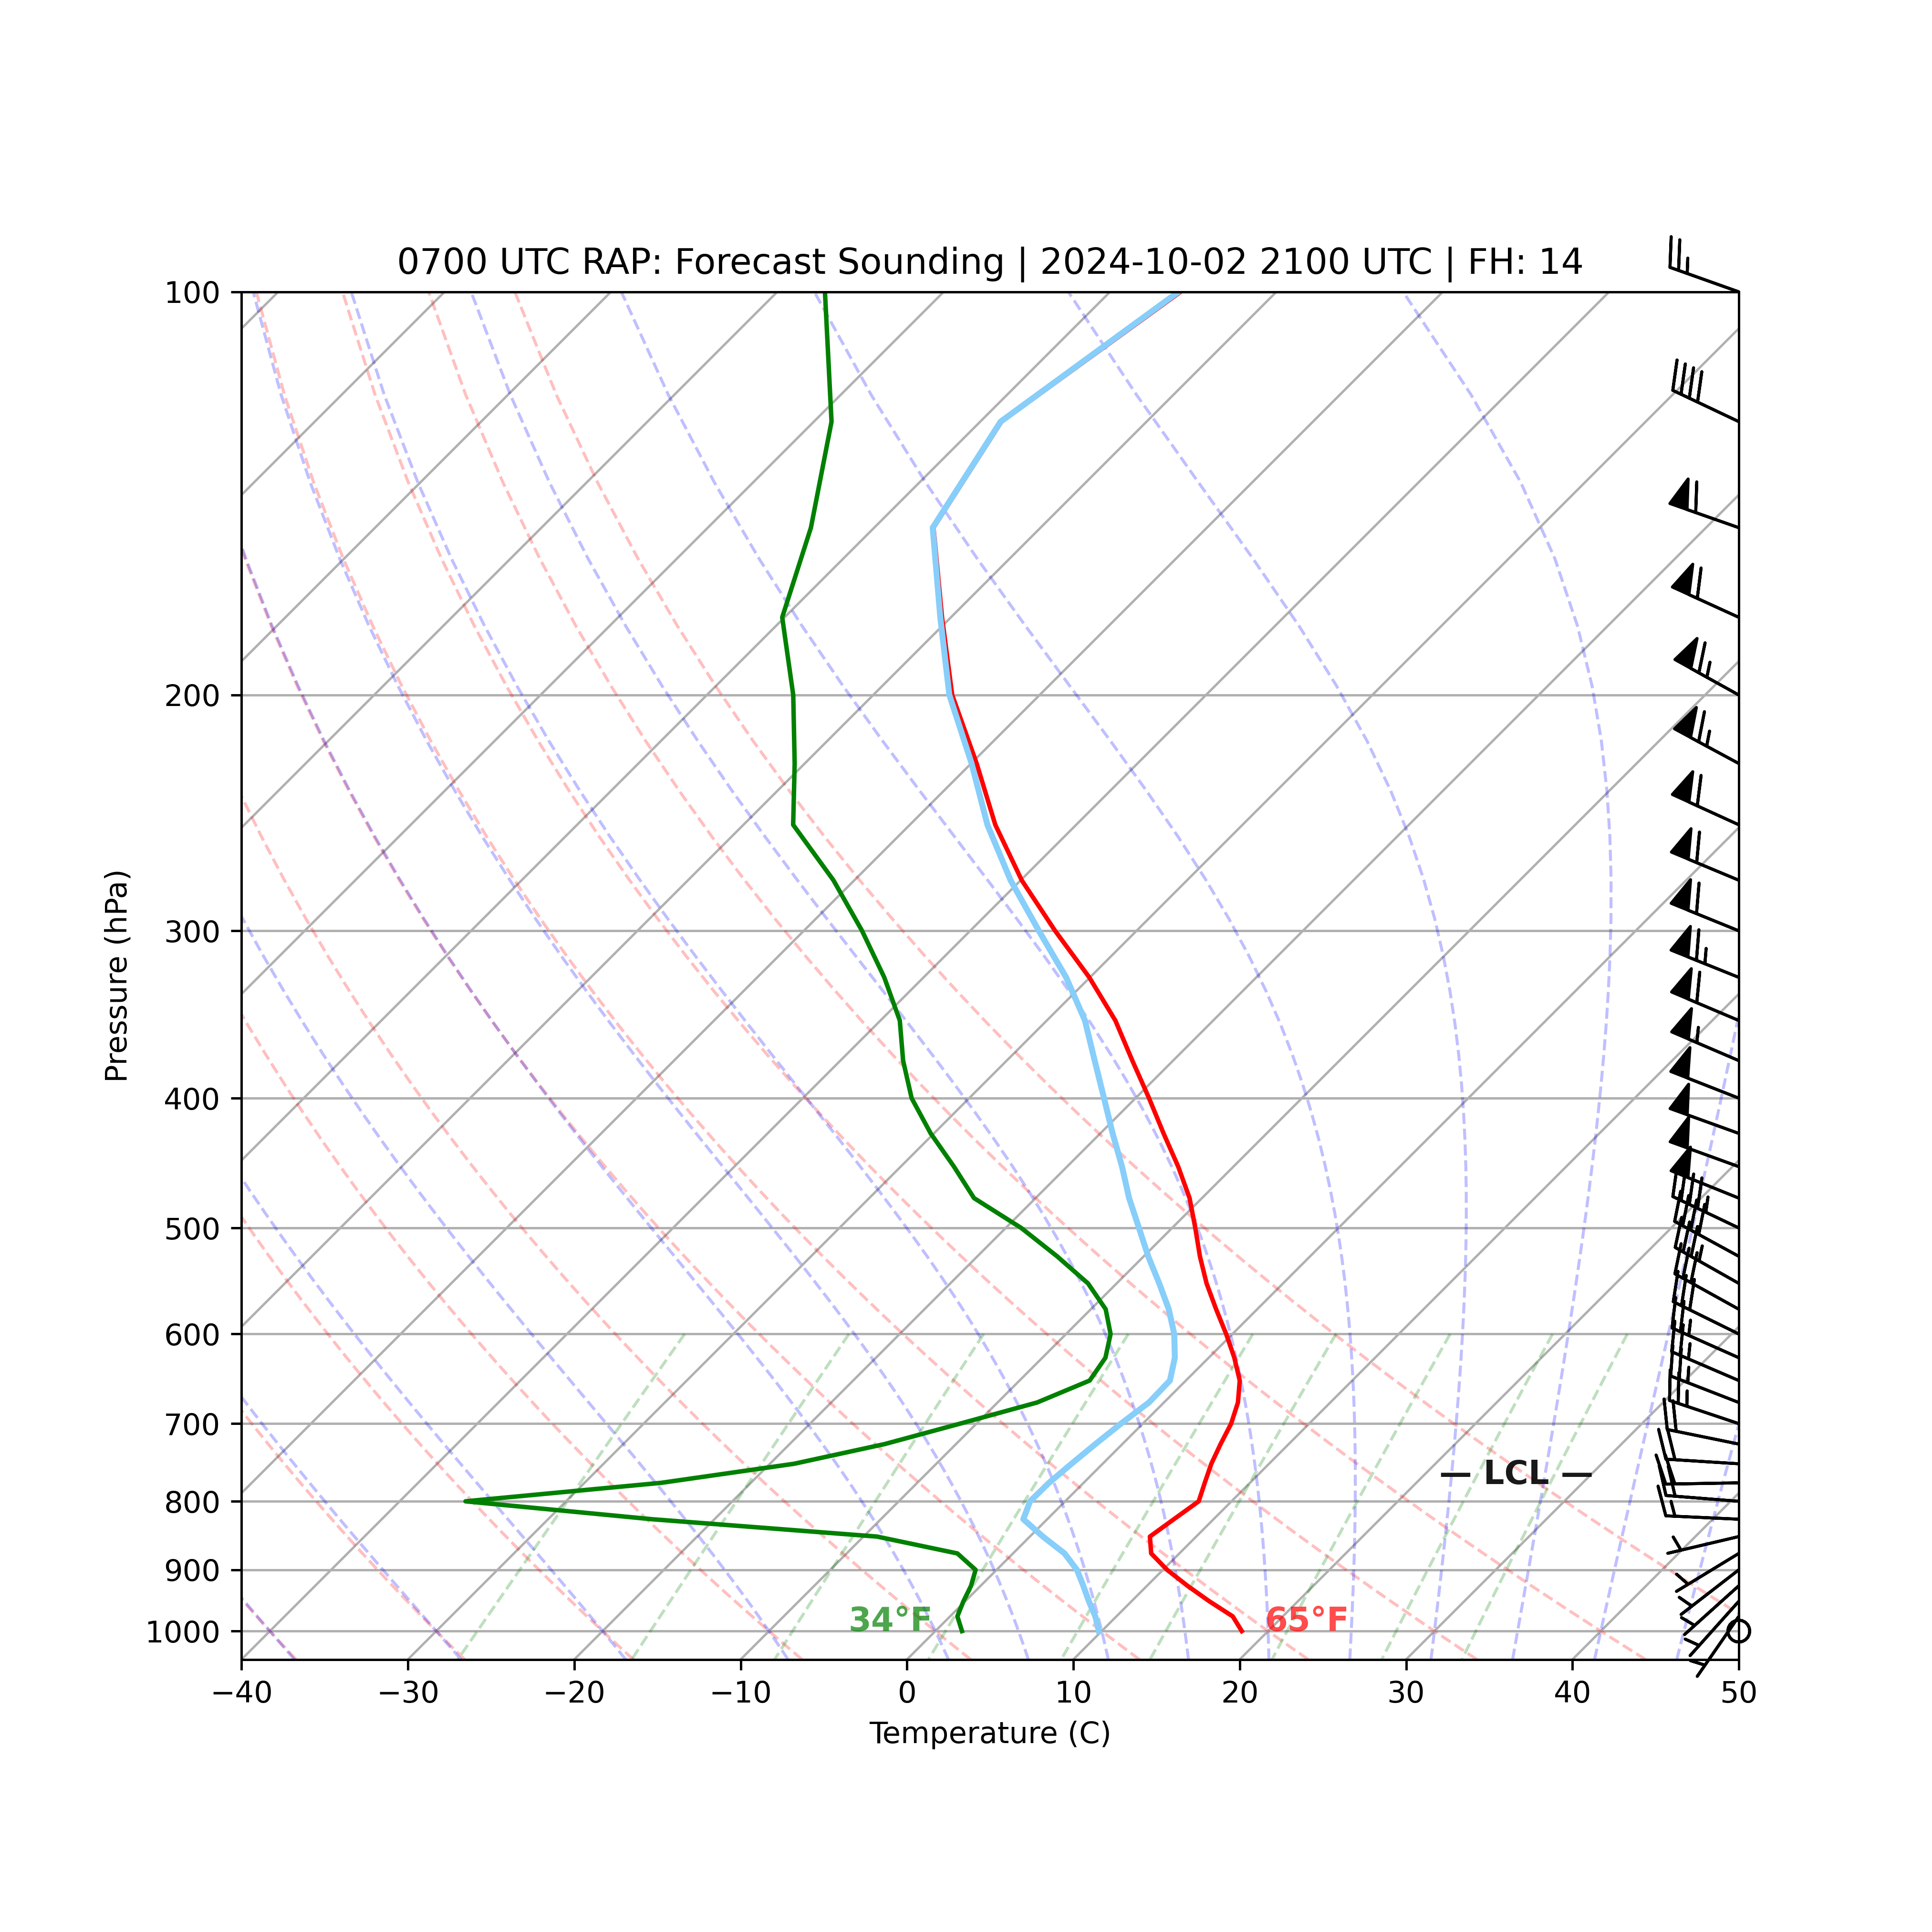 0700 UTC RAP: Forecast Sounding | 2024-10-02 2100 UTC | FH: 14
100
200
300
400
500
600
700
800
900
1000
Pressure (hPa)
— LCL —
34°F
65°F
−40 −30 −20 −10 0 10 20 30 40 50
Temperature (C)